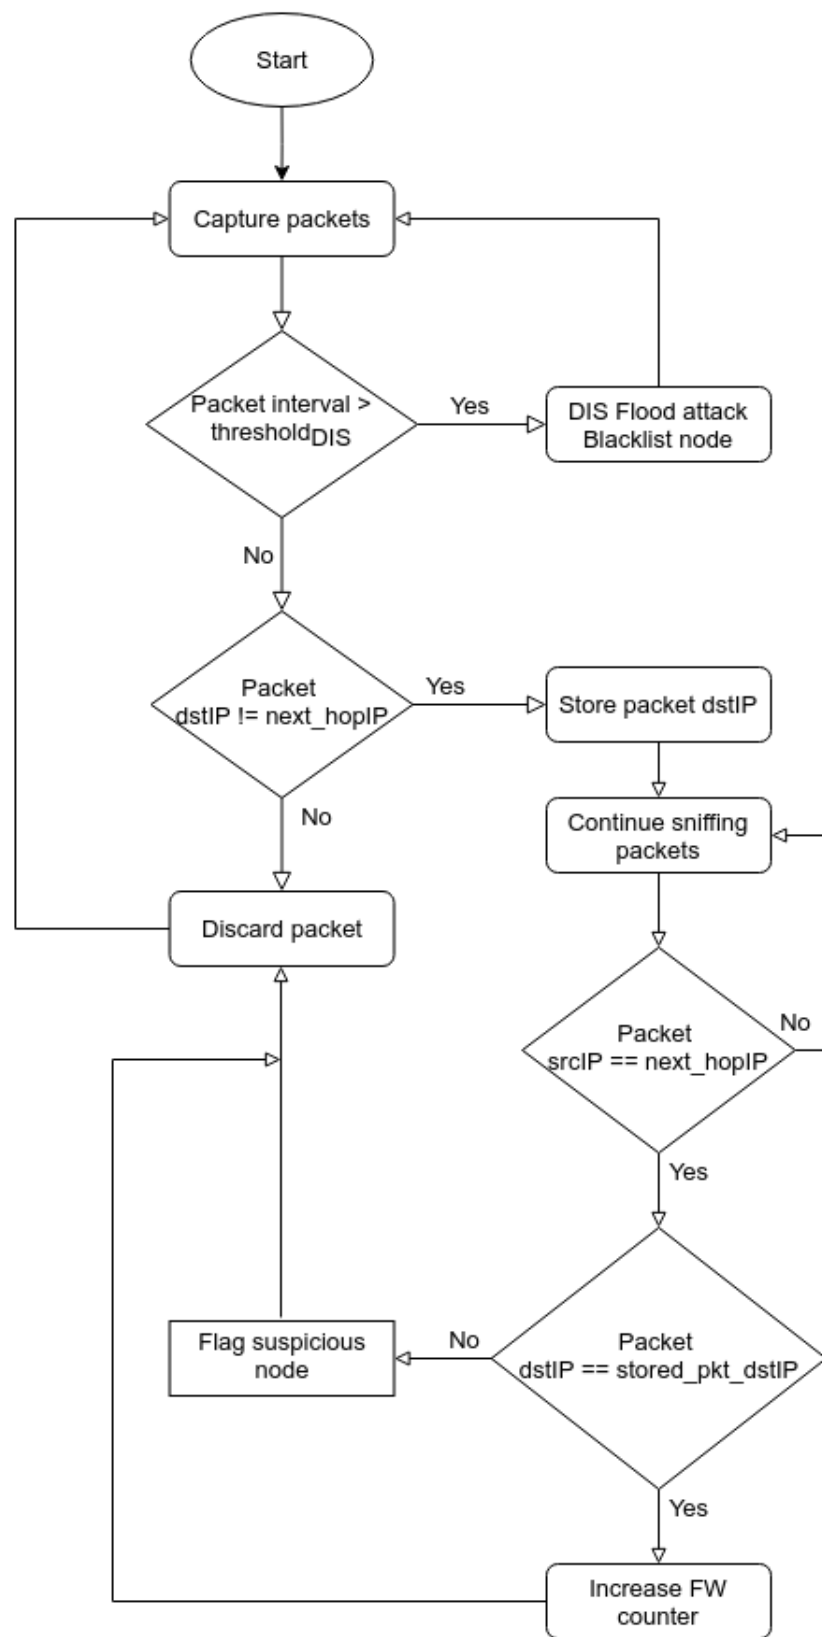 Start
Capture packets
Packet interval >
threshold_DIS
Yes
DIS Flood attack
Blacklist node
No
Packet
dstIP != next_hopIP
Yes
Store packet dstIP
No
Continue sniffing
packets
Discard packet
Packet
srcIP == next_hopIP
No
Yes
Flag suspicious
node
No
Packet
dstIP == stored_pkt_dstIP
Yes
Increase FW
counter